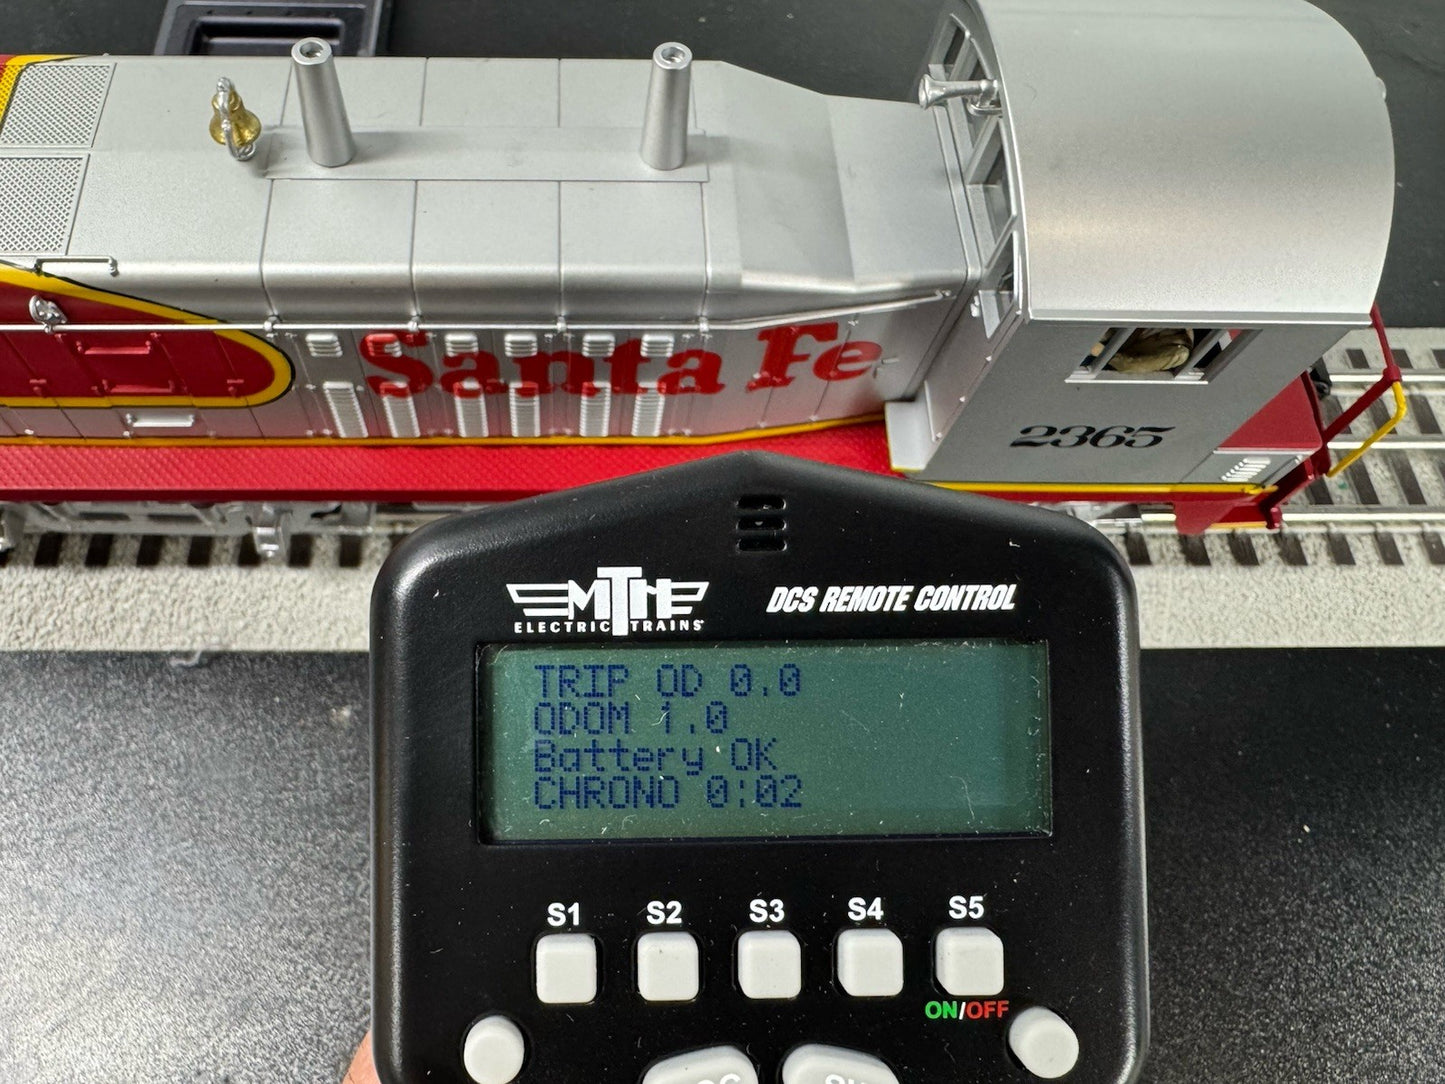 Santa Fe
2365
MTH
ELECTRIC TRAINS
DCS REMOTE CONTROL
TRIP OD 0.0
ODOM 1.0
Battery OK
CHRONO 0:02
S1 S2 S3 S4 S5
ON/OFF